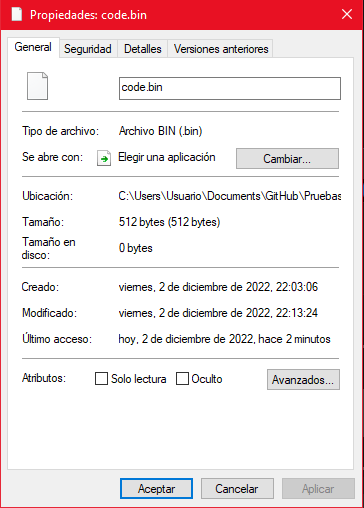 Propiedades: code.bin
General Seguridad Detalles Versiones anteriores
code.bin
Tipo de archivo: Archivo BIN (.bin)
Se abre con: Elegir una aplicación Cambiar...
Ubicación: C:\Users\Usuario\Documents\GitHub\Pruebas
Tamaño: 512 bytes (512 bytes)
Tamaño en disco: 0 bytes
Creado: viernes, 2 de diciembre de 2022, 22:03:06
Modificado: viernes, 2 de diciembre de 2022, 22:13:24
Último acceso: hoy, 2 de diciembre de 2022, hace 2 minutos
Atributos: Solo lectura Oculto Avanzados...
Aceptar Cancelar Aplicar